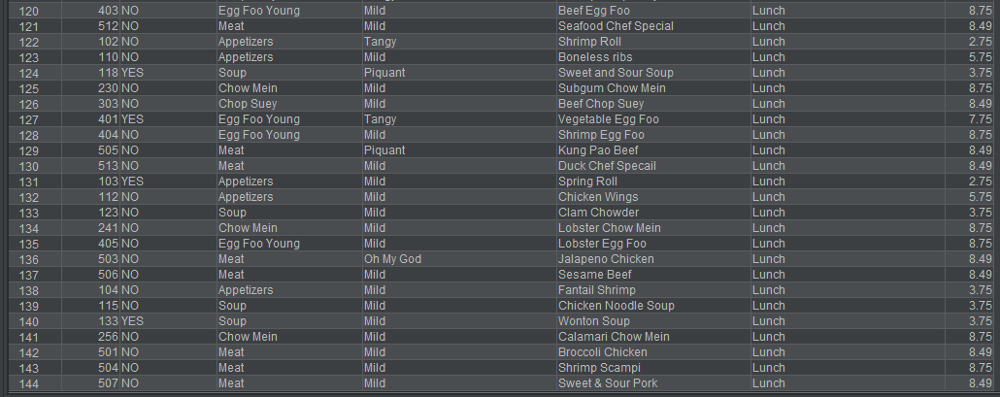 120 403 NO Egg Foo Young Mild Beef Egg Foo Lunch 8.75
121 512 NO Meat Mild Seafood Chef Special Lunch 8.49
122 102 NO Appetizers Tangy Shrimp Roll Lunch 2.75
123 110 NO Appetizers Mild Boneless ribs Lunch 5.75
124 118 YES Soup Piquant Sweet and Sour Soup Lunch 3.75
125 230 NO Chow Mein Mild Subgum Chow Mein Lunch 8.75
126 303 NO Chop Suey Mild Beef Chop Suey Lunch 8.49
127 401 YES Egg Foo Young Tangy Vegetable Egg Foo Lunch 7.75
128 404 NO Egg Foo Young Mild Shrimp Egg Foo Lunch 8.75
129 505 NO Meat Piquant Kung Pao Beef Lunch 8.49
130 513 NO Meat Mild Duck Chef Specail Lunch 8.49
131 103 YES Appetizers Mild Spring Roll Lunch 2.75
132 112 NO Appetizers Mild Chicken Wings Lunch 5.75
133 123 NO Soup Mild Clam Chowder Lunch 3.75
134 241 NO Chow Mein Mild Lobster Chow Mein Lunch 8.75
135 405 NO Egg Foo Young Mild Lobster Egg Foo Lunch 8.75
136 503 NO Meat Oh My God Jalapeno Chicken Lunch 8.49
137 506 NO Meat Mild Sesame Beef Lunch 8.49
138 104 NO Appetizers Mild Fantail Shrimp Lunch 3.75
139 115 NO Soup Mild Chicken Noodle Soup Lunch 3.75
140 133 YES Soup Mild Wonton Soup Lunch 3.75
141 256 NO Chow Mein Mild Calamari Chow Mein Lunch 8.75
142 501 NO Meat Mild Broccoli Chicken Lunch 8.49
143 504 NO Meat Mild Shrimp Scampi Lunch 8.75
144 507 NO Meat Mild Sweet & Sour Pork Lunch 8.49